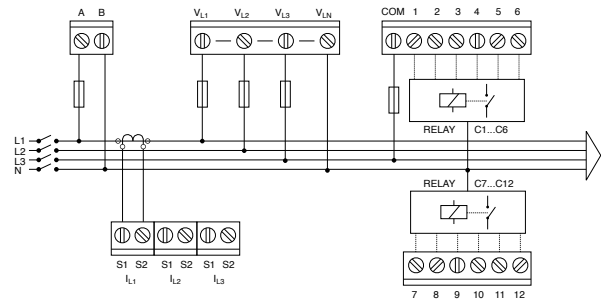 A B
VL1 VL2 VL3 VLN
COM 1 2 3 4 5 6
RELAY C1...C6
L1
L2
L3
N
RELAY C7...C12
S1 S2 S1 S2 S1 S2
IL1 IL2 IL3
7 8 9 10 11 12